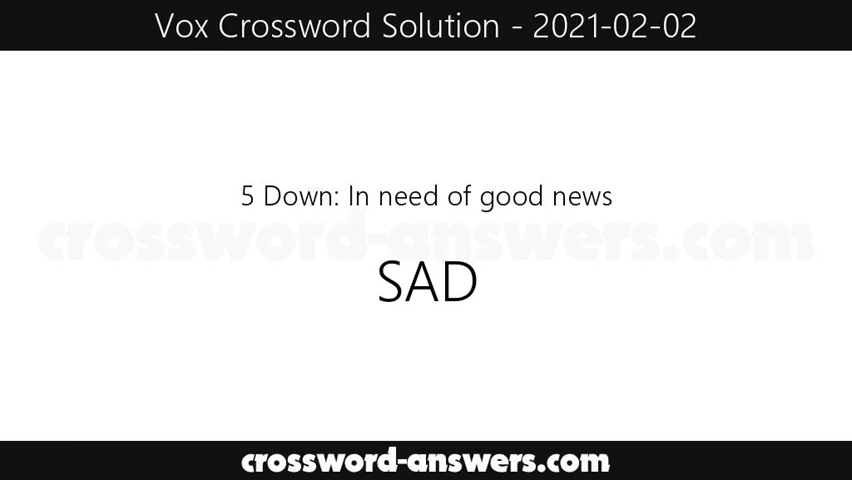 Vox Crossword Solution - 2021-02-02
5 Down: In need of good news
crossword-answers.com
SAD
crossword-answers.com